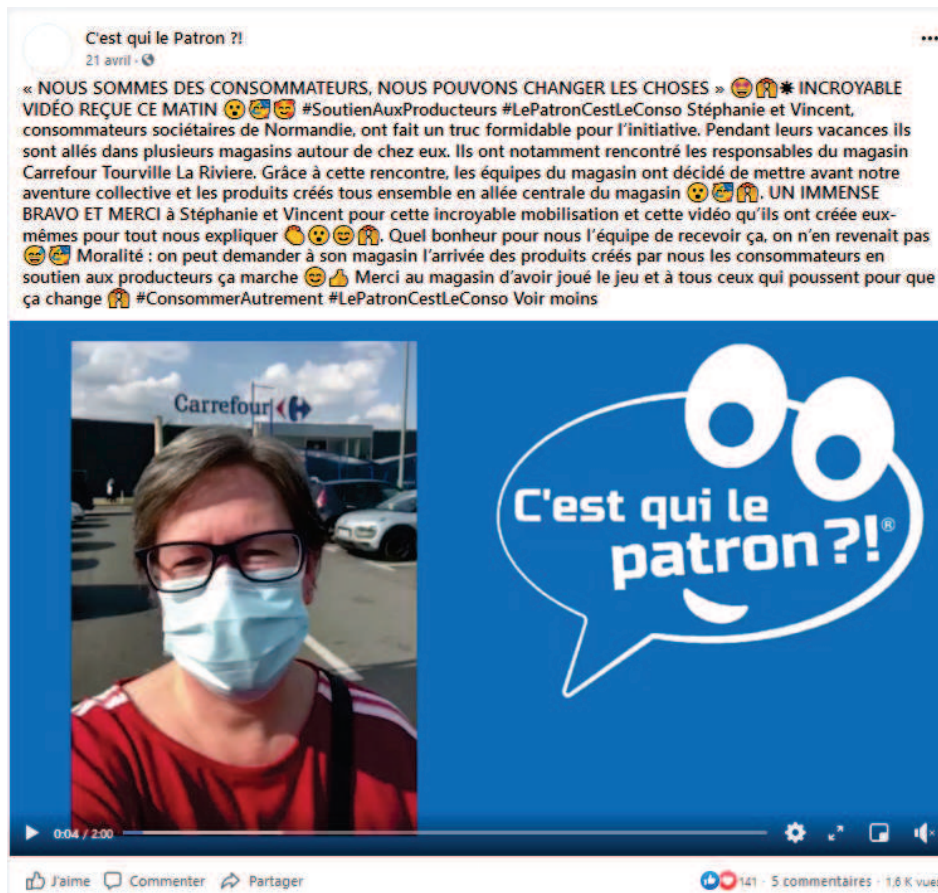 C'est qui le Patron ?!
21 avril
« NOUS SOMMES DES CONSOMMATEURS, NOUS POUVONS CHANGER LES CHOSES » 🤩🙌✴ INCROYABLE
VIDÉO REÇUE CE MATIN 😮💪🥰 #SoutienAuxProducteurs #LePatronCestLeConso Stéphanie et Vincent,
consommateurs sociétaires de Normandie, ont fait un truc formidable pour l'initiative. Pendant leurs vacances ils
sont allés dans plusieurs magasins autour de chez eux. Ils ont notamment rencontré les responsables du magasin
Carrefour Tourville La Riviere. Grâce à cette rencontre, les équipes du magasin ont décidé de mettre avant notre
aventure collective et les produits créés tous ensemble en allée centrale du magasin 😮💪🙌. UN IMMENSE
BRAVO ET MERCI à Stéphanie et Vincent pour cette incroyable mobilisation et cette vidéo qu'ils ont créée eux-
mêmes pour tout nous expliquer 👏😮😊🙌. Quel bonheur pour nous l'équipe de recevoir ça, on n'en revenait pas
😄💪 Moralité : on peut demander à son magasin l'arrivée des produits créés par nous les consommateurs en
soutien aux producteurs ça marche 😊👍 Merci au magasin d'avoir joué le jeu et à tous ceux qui poussent pour que
ça change 🙌 #ConsommerAutrement #LePatronCestLeConso Voir moins
Carrefour
C'est qui le
patron?!®
0:04 / 2:00
J'aime Commenter Partager 141 · 5 commentaires · 1,6 K vues